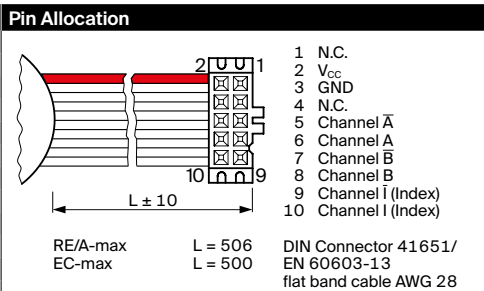 Pin Allocation
2 1
10 9
L ± 10
1 N.C.
2 V_CC
3 GND
4 N.C.
5 Channel A̅
6 Channel A
7 Channel B̅
8 Channel B
9 Channel I̅ (Index)
10 Channel I (Index)
RE/A-max L = 506
EC-max L = 500
DIN Connector 41651/
EN 60603-13
flat band cable AWG 28